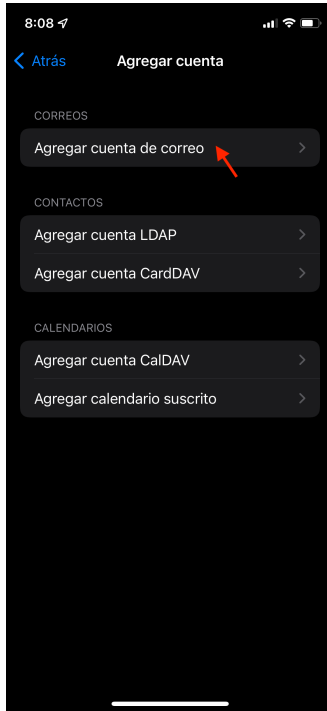 8:08
Atrás
Agregar cuenta
CORREOS
Agregar cuenta de correo
CONTACTOS
Agregar cuenta LDAP
Agregar cuenta CardDAV
CALENDARIOS
Agregar cuenta CalDAV
Agregar calendario suscrito